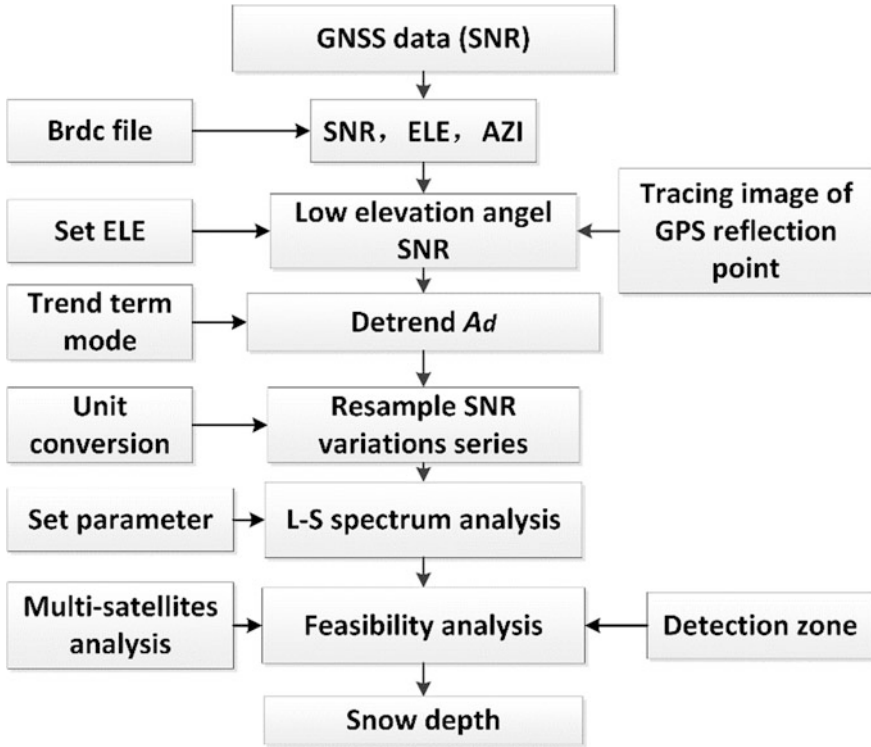 GNSS data (SNR)
Brdc file
SNR，ELE，AZI
Set ELE
Low elevation angel
SNR
Tracing image of
GPS reflection
point
Trend term
mode
Detrend Ad
Unit
conversion
Resample SNR
variations series
Set parameter
L-S spectrum analysis
Multi-satellites
analysis
Feasibility analysis
Detection zone
Snow depth